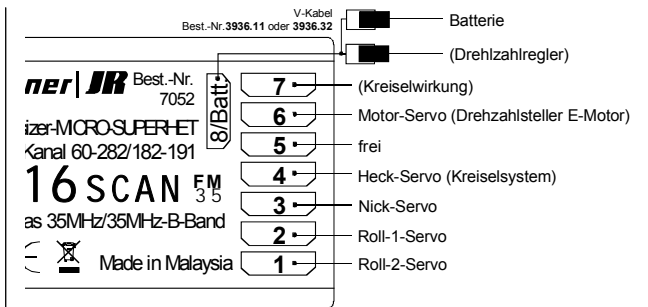 V-Kabel
Best.-Nr.3936.11 oder 3936.32
Batterie
(Drehzahlregler)
ner JR Best.-Nr.
7052
8/Batt.
izer-MICRO-SUPERHET
Kanal 60-282/182-191
16 SCAN FM
35
as 35MHz/35MHz-B-Band
Made in Malaysia
7 (Kreiselwirkung)
6 Motor-Servo (Drehzahlsteller E-Motor)
5 frei
4 Heck-Servo (Kreiselsystem)
3 Nick-Servo
2 Roll-1-Servo
1 Roll-2-Servo